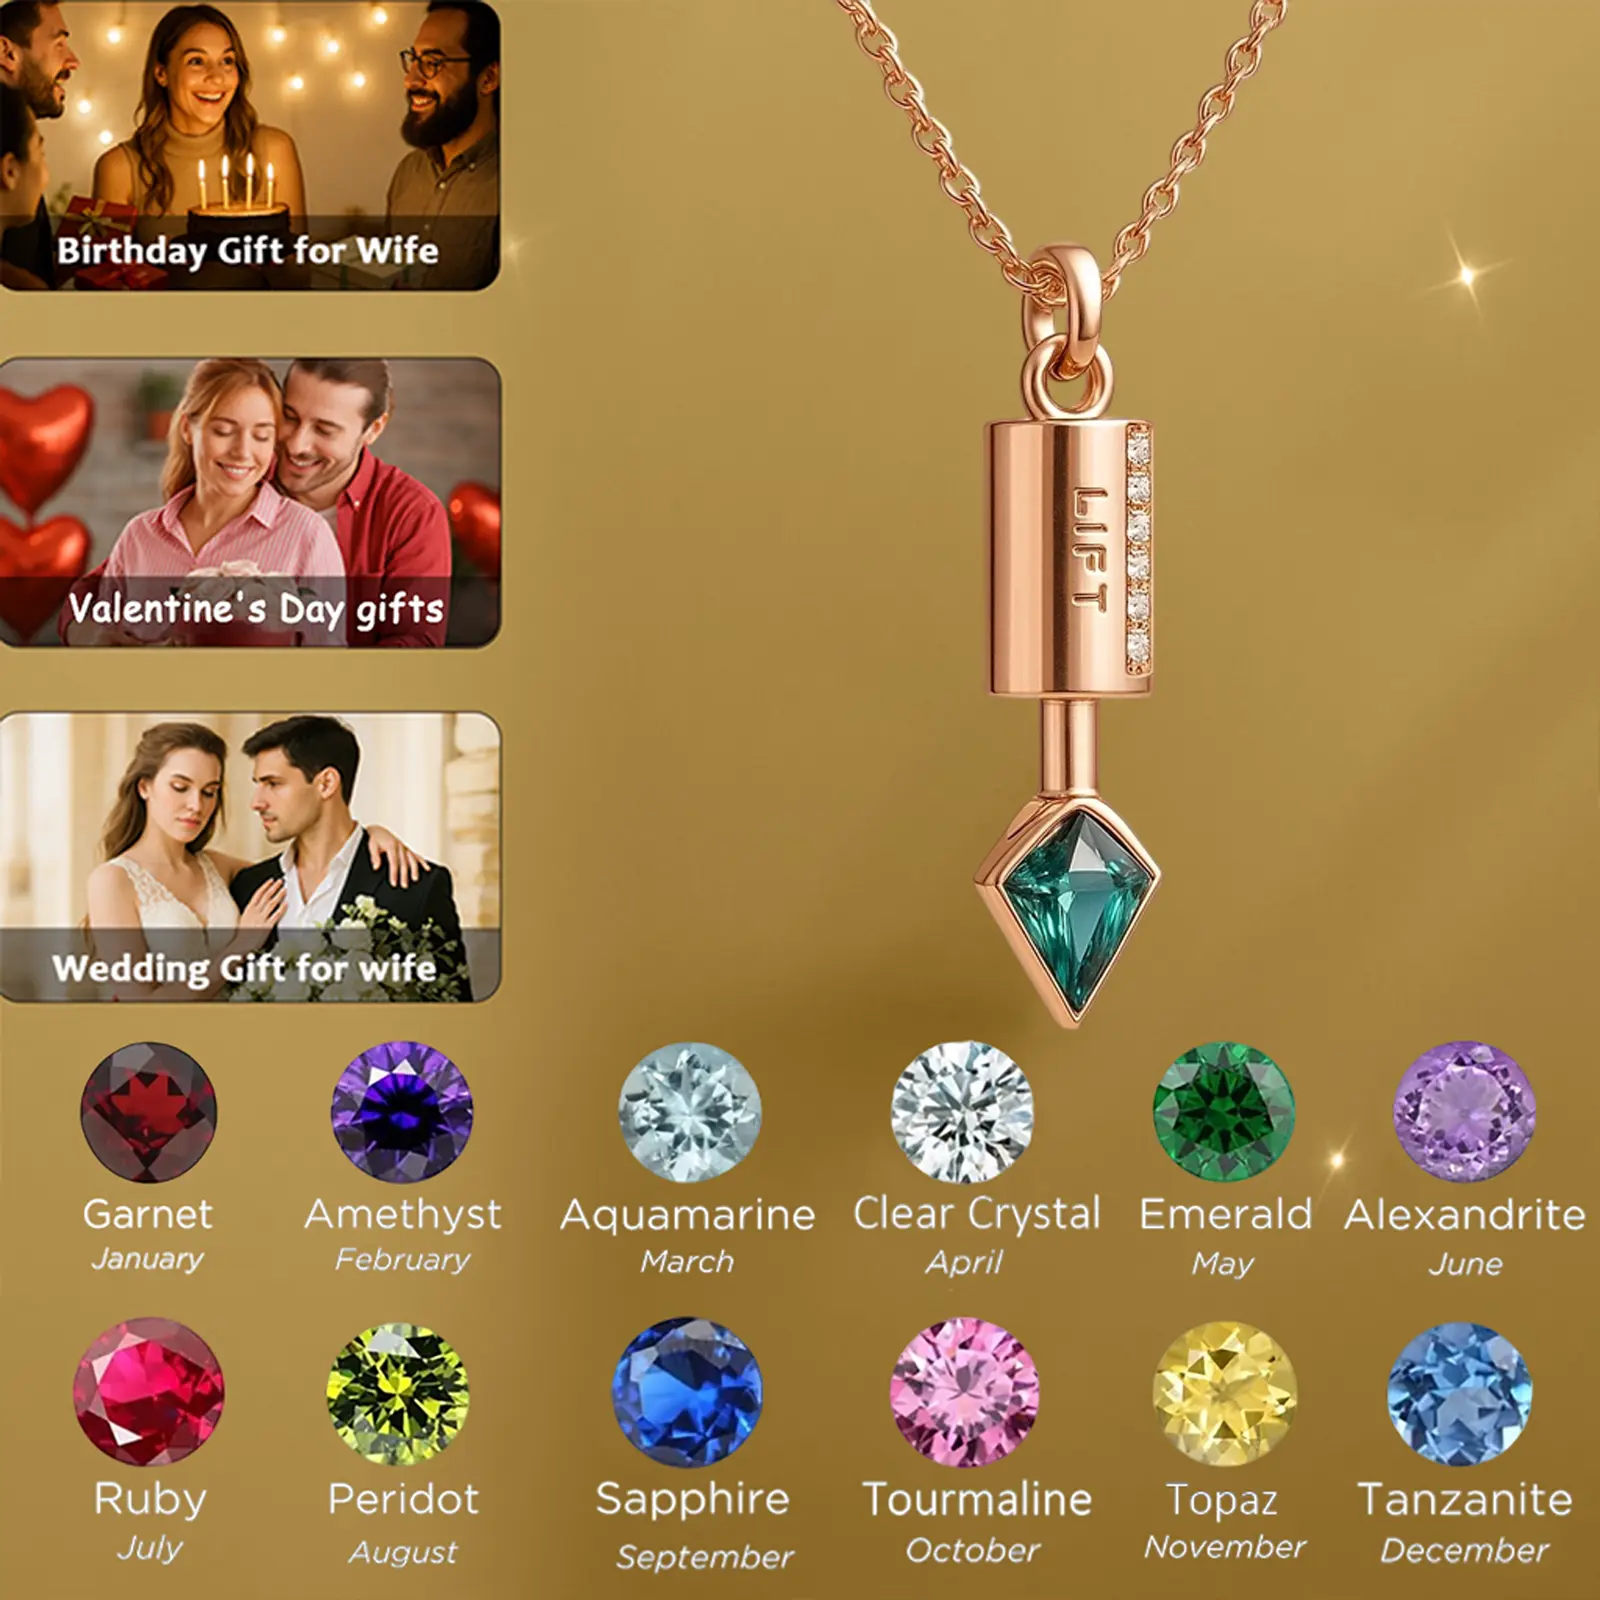 Birthday Gift for Wife
Valentine's Day gifts
Wedding Gift for wife
LIFT
Garnet
January
Amethyst
February
Aquamarine
March
Clear Crystal
April
Emerald
May
Alexandrite
June
Ruby
July
Peridot
August
Sapphire
September
Tourmaline
October
Topaz
November
Tanzanite
December